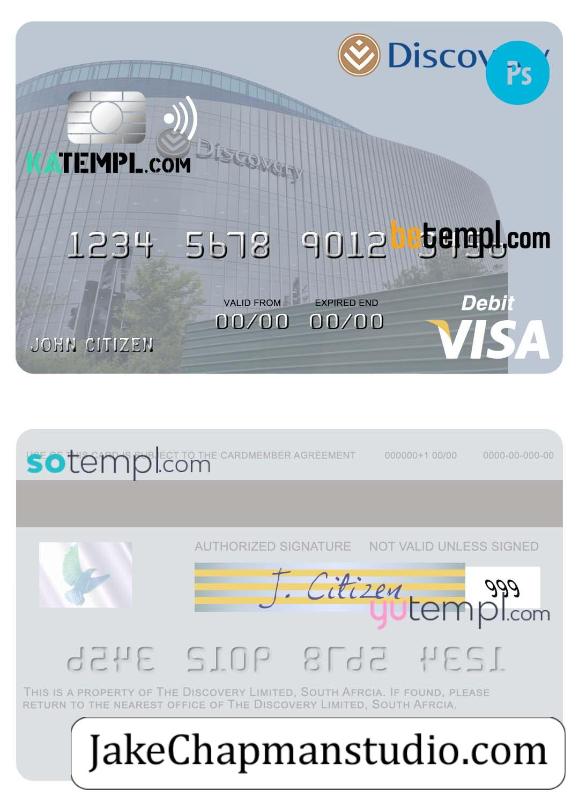 Discovery
Ps
Discovery
KATEMPL.COM
1234 5678 9012 3456
betempl.com
VALID FROM EXPIRED END
00/00 00/00
Debit
VISA
JOHN CITIZEN
USE OF THIS CARD IS SUBJECT TO THE CARDMEMBER AGREEMENT 000000+1 00/00 0000-00-000-00
sotempl.com
AUTHORIZED SIGNATURE NOT VALID UNLESS SIGNED
J. Citizen
999
yutempl.com
THIS IS A PROPERTY OF THE DISCOVERY LIMITED, SOUTH AFRCIA. IF FOUND, PLEASE
RETURN TO THE NEAREST OFFICE OF THE DISCOVERY LIMITED, SOUTH AFRCIA.
JakeChapmanstudio.com